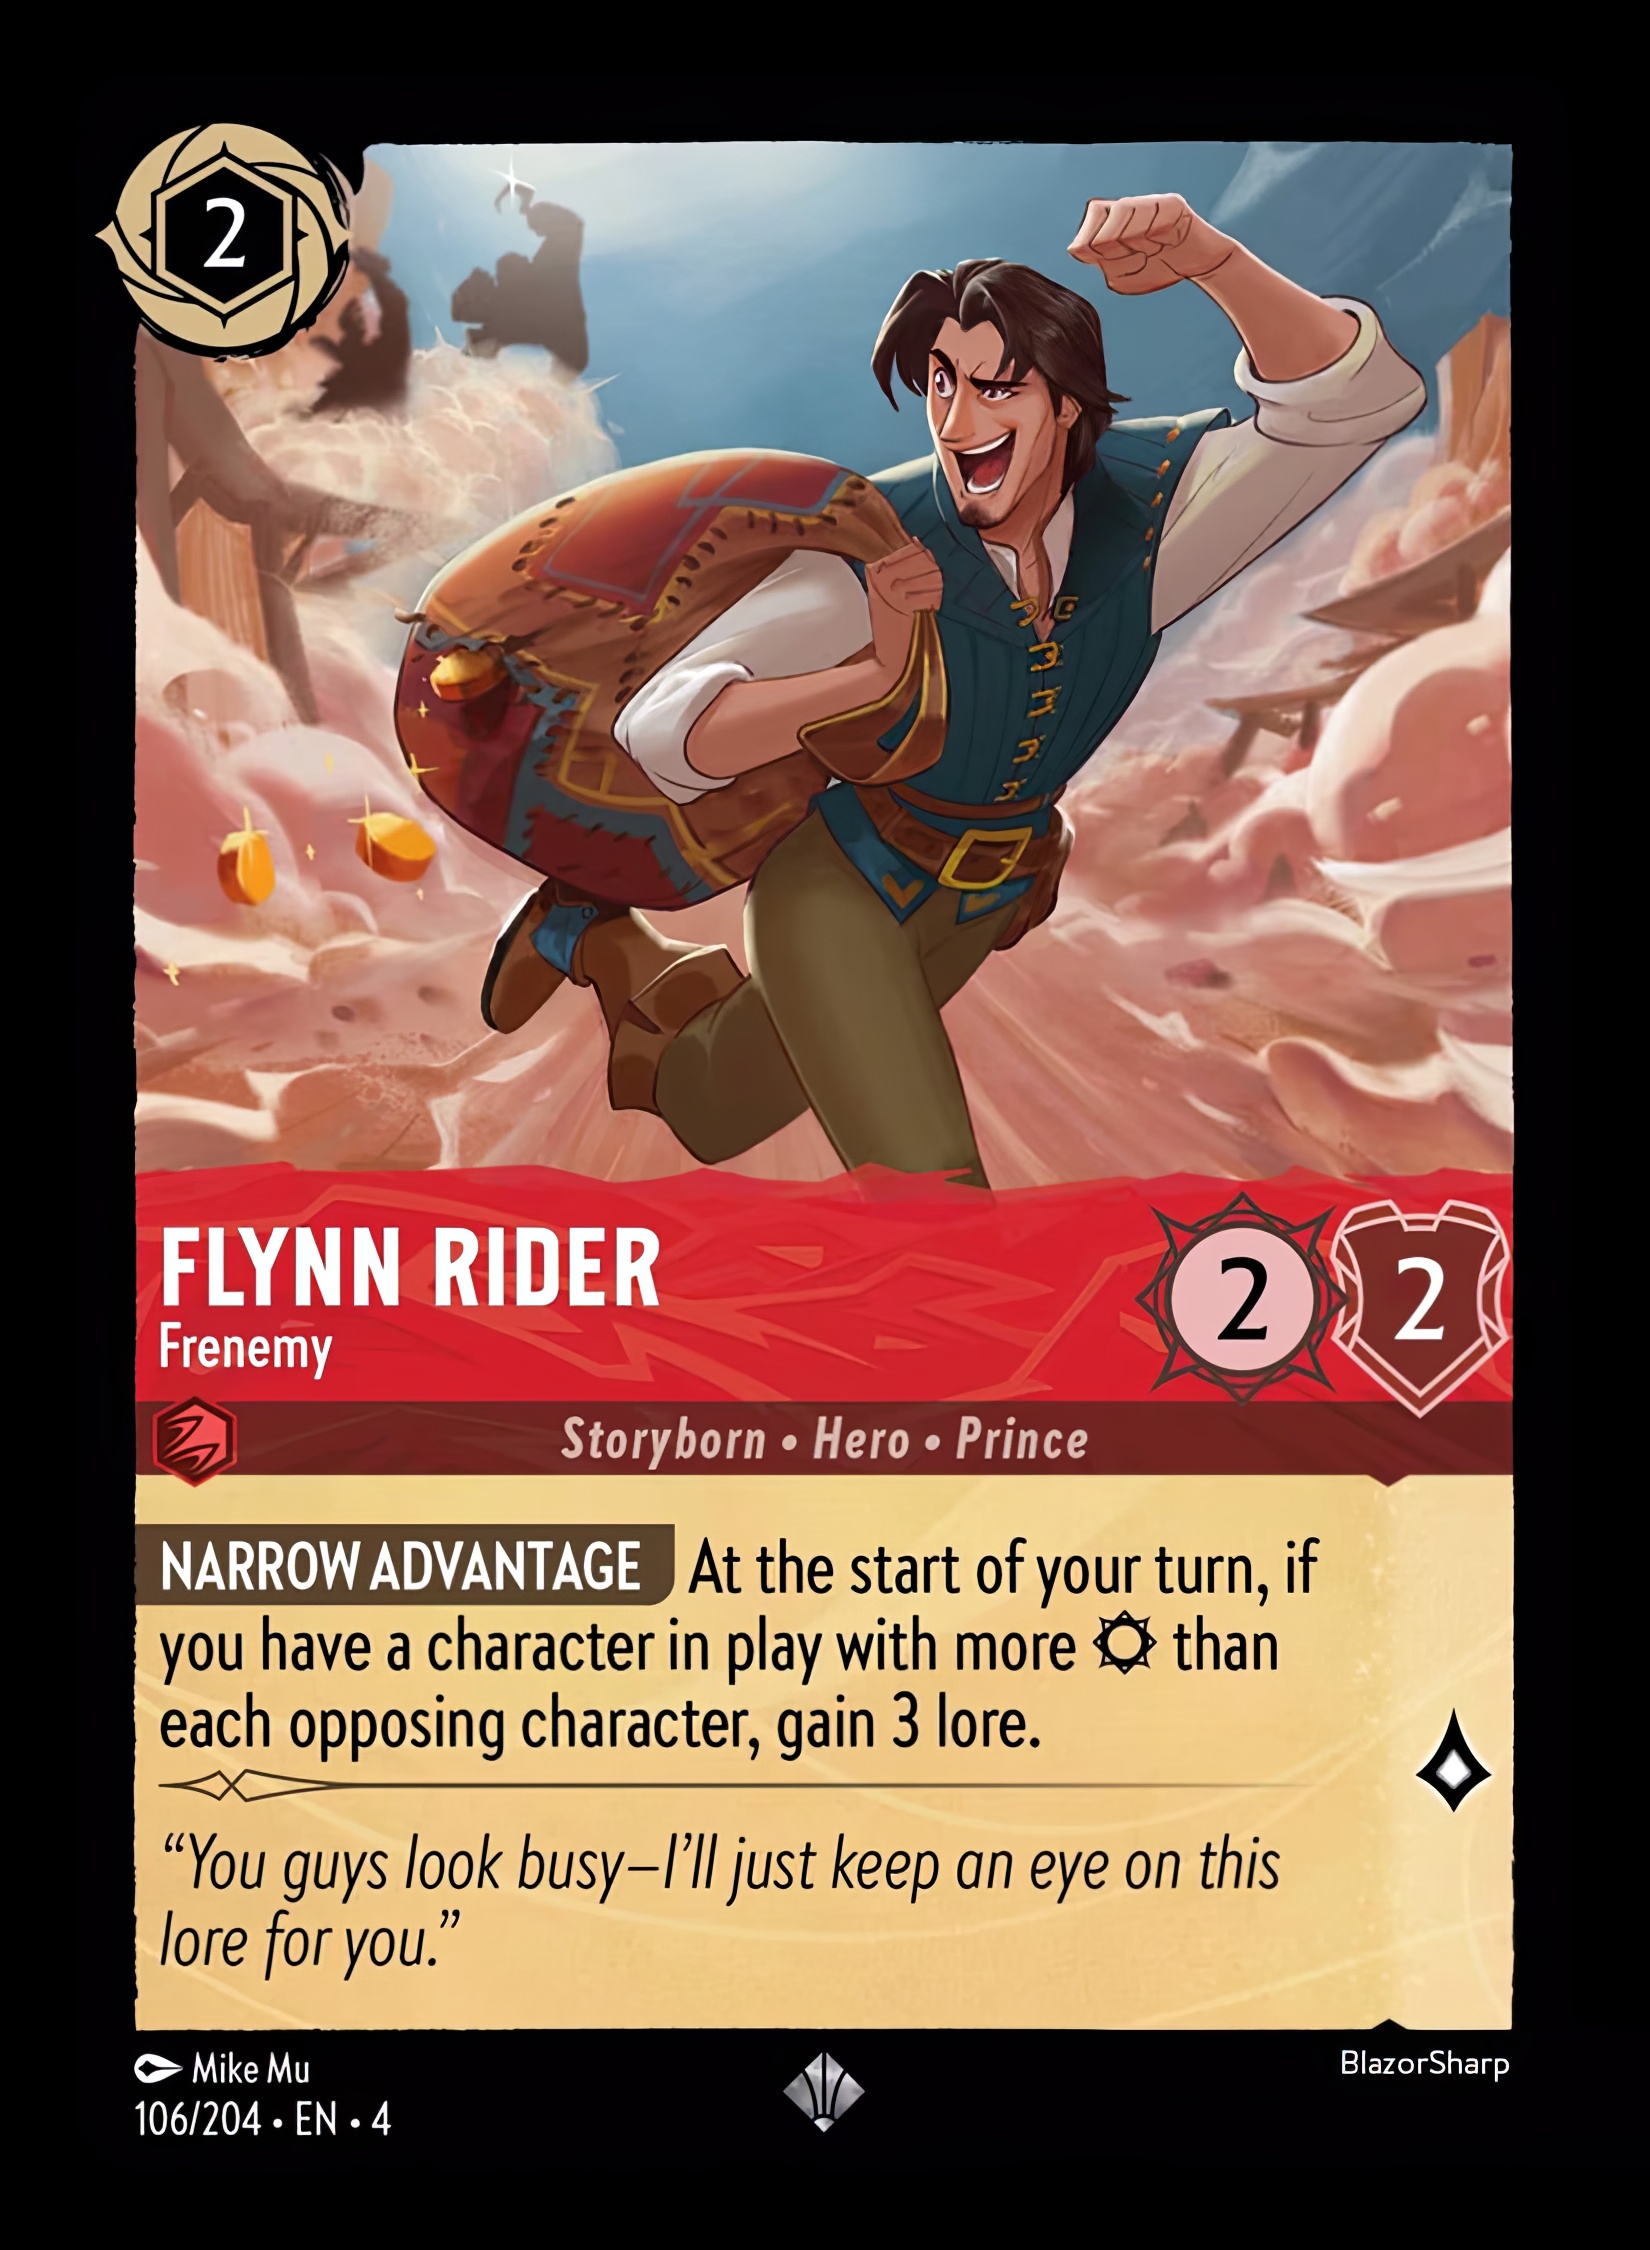 2
FLYNN RIDER
Frenemy
2 2
Storyborn • Hero • Prince
NARROW ADVANTAGE At the start of your turn, if
you have a character in play with more than
each opposing character, gain 3 lore.
“You guys look busy—I’ll just keep an eye on this
lore for you.”
Mike Mu
BlazorSharp
106/204 • EN • 4